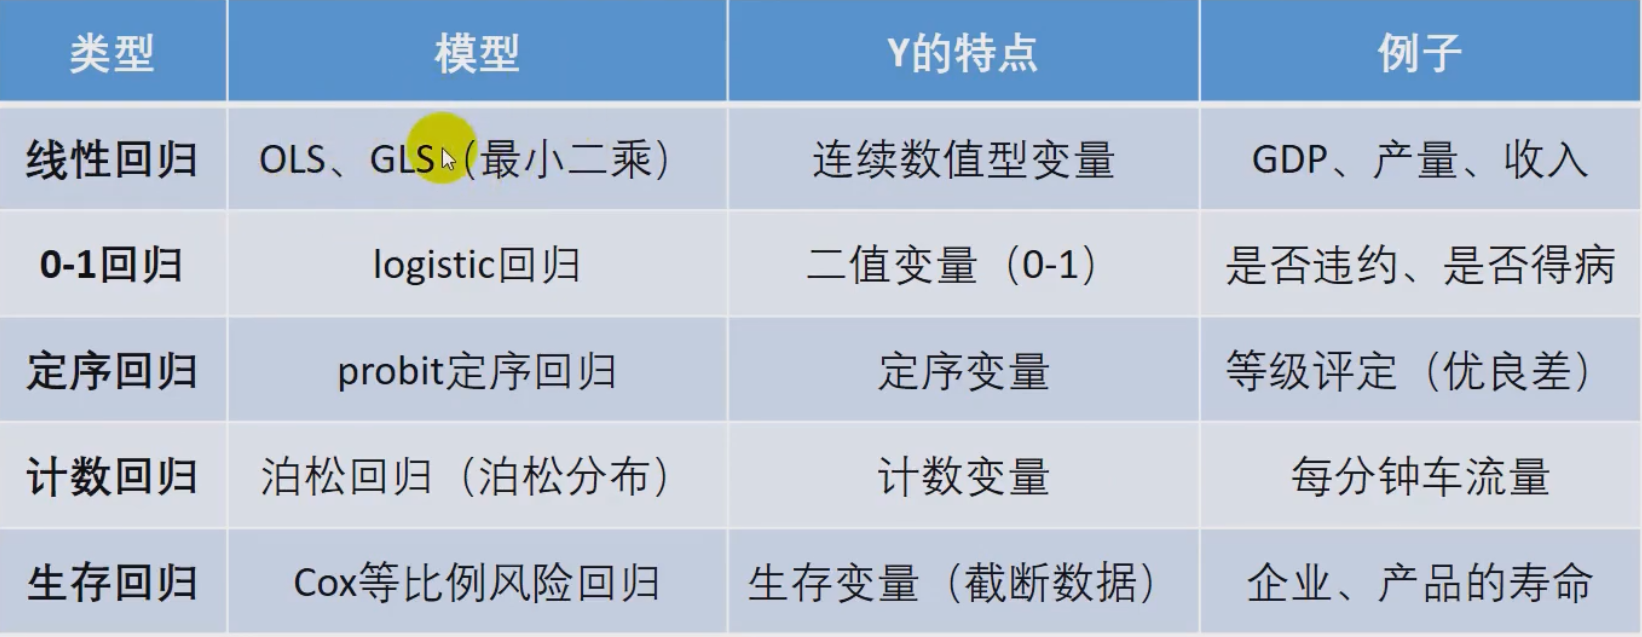 类型 模型 Y的特点 例子
线性回归 OLS、GLS（最小二乘） 连续数值型变量 GDP、产量、收入
0-1回归 logistic回归 二值变量（0-1） 是否违约、是否得病
定序回归 probit定序回归 定序变量 等级评定（优良差）
计数回归 泊松回归（泊松分布） 计数变量 每分钟车流量
生存回归 Cox等比例风险回归 生存变量（截断数据） 企业、产品的寿命